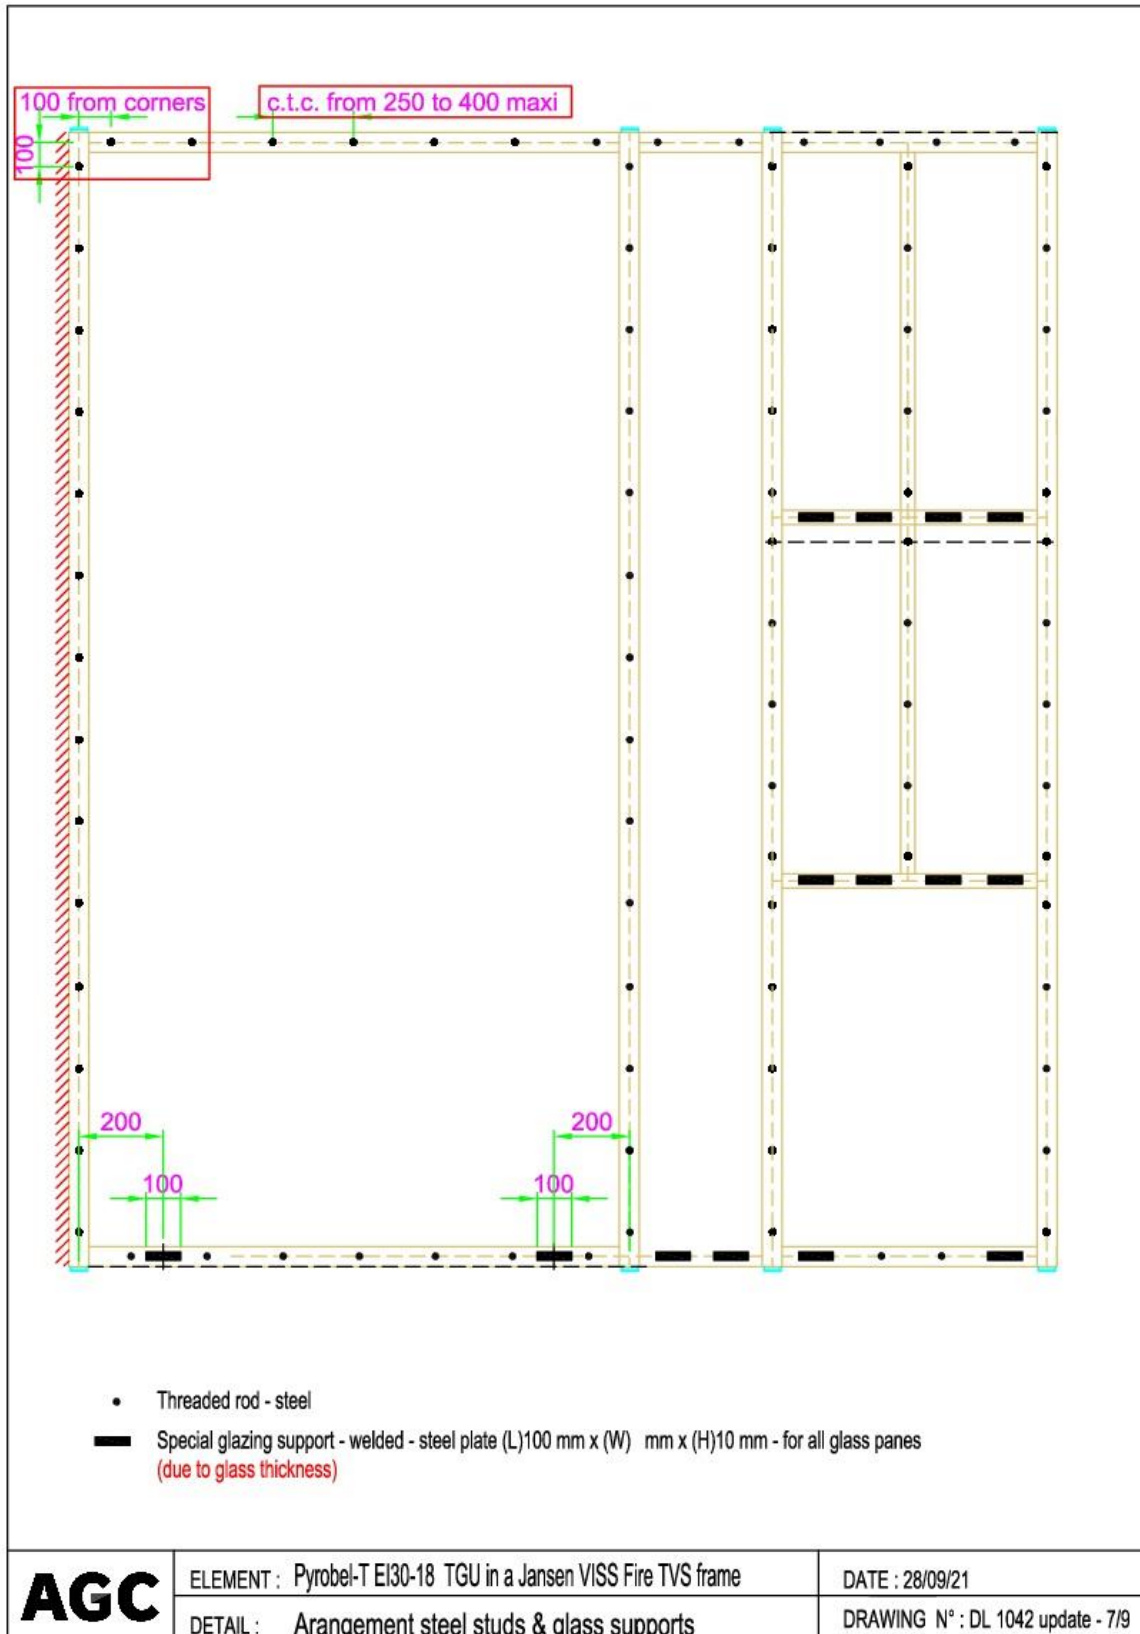 100 from corners
c.t.c. from 250 to 400 maxi
100
200
200
100
100
Threaded rod - steel
Special glazing support - welded - steel plate (L)100 mm x (W) mm x (H)10 mm - for all glass panes
(due to glass thickness)
AGC
ELEMENT : Pyrobel-T EI30-18 TGU in a Jansen VISS Fire TVS frame
DATE : 28/09/21
DETAIL : Arangement steel studs & glass supports
DRAWING N° : DL 1042 update - 7/9